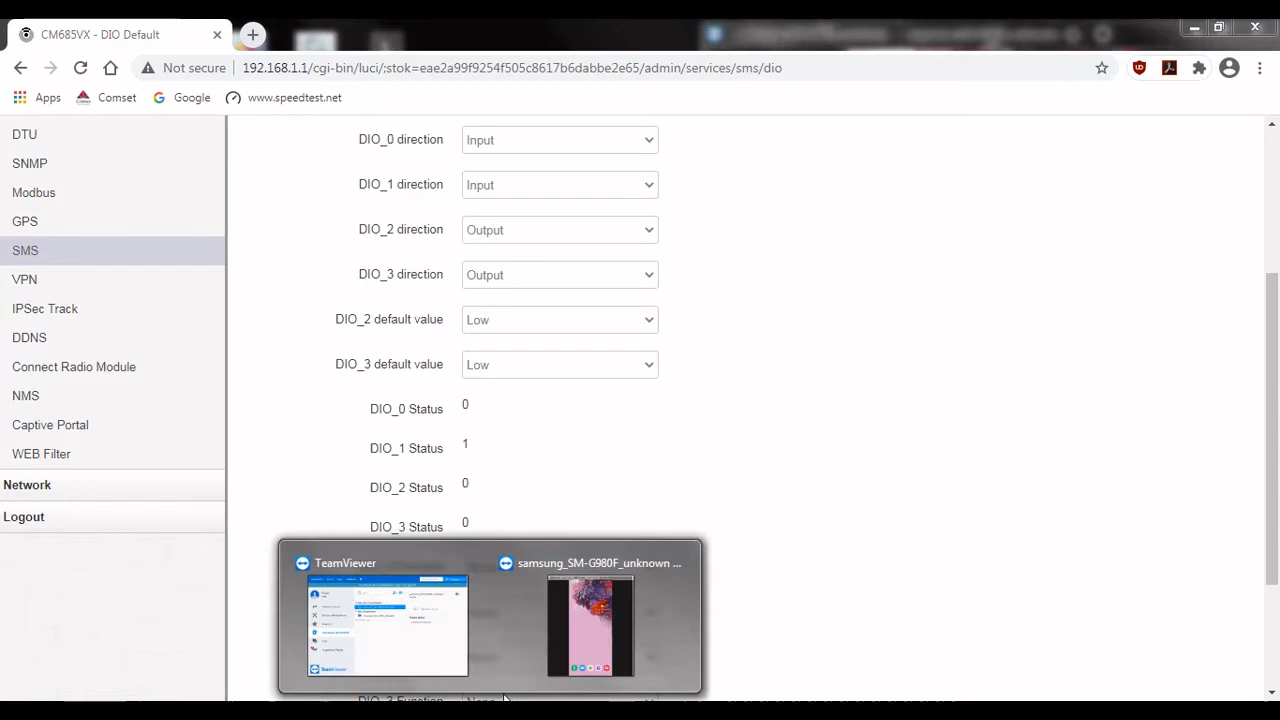 CM685VX - DIO Default
Not secure
192.168.1.1/cgi-bin/luci/;stok=eae2a99f9254f505c8617b6dabbe2e65/admin/services/sms/dio
Apps
Comset
Google
www.speedtest.net
DTU
SNMP
Modbus
GPS
SMS
VPN
IPSec Track
DDNS
Connect Radio Module
NMS
Captive Portal
WEB Filter
Network
Logout
DIO_0 direction Input
DIO_1 direction Input
DIO_2 direction Output
DIO_3 direction Output
DIO_2 default value Low
DIO_3 default value Low
DIO_0 Status 0
DIO_1 Status 1
DIO_2 Status 0
DIO_3 Status 0
TeamViewer
samsung_SM-G980F_unknown ...
TeamViewer